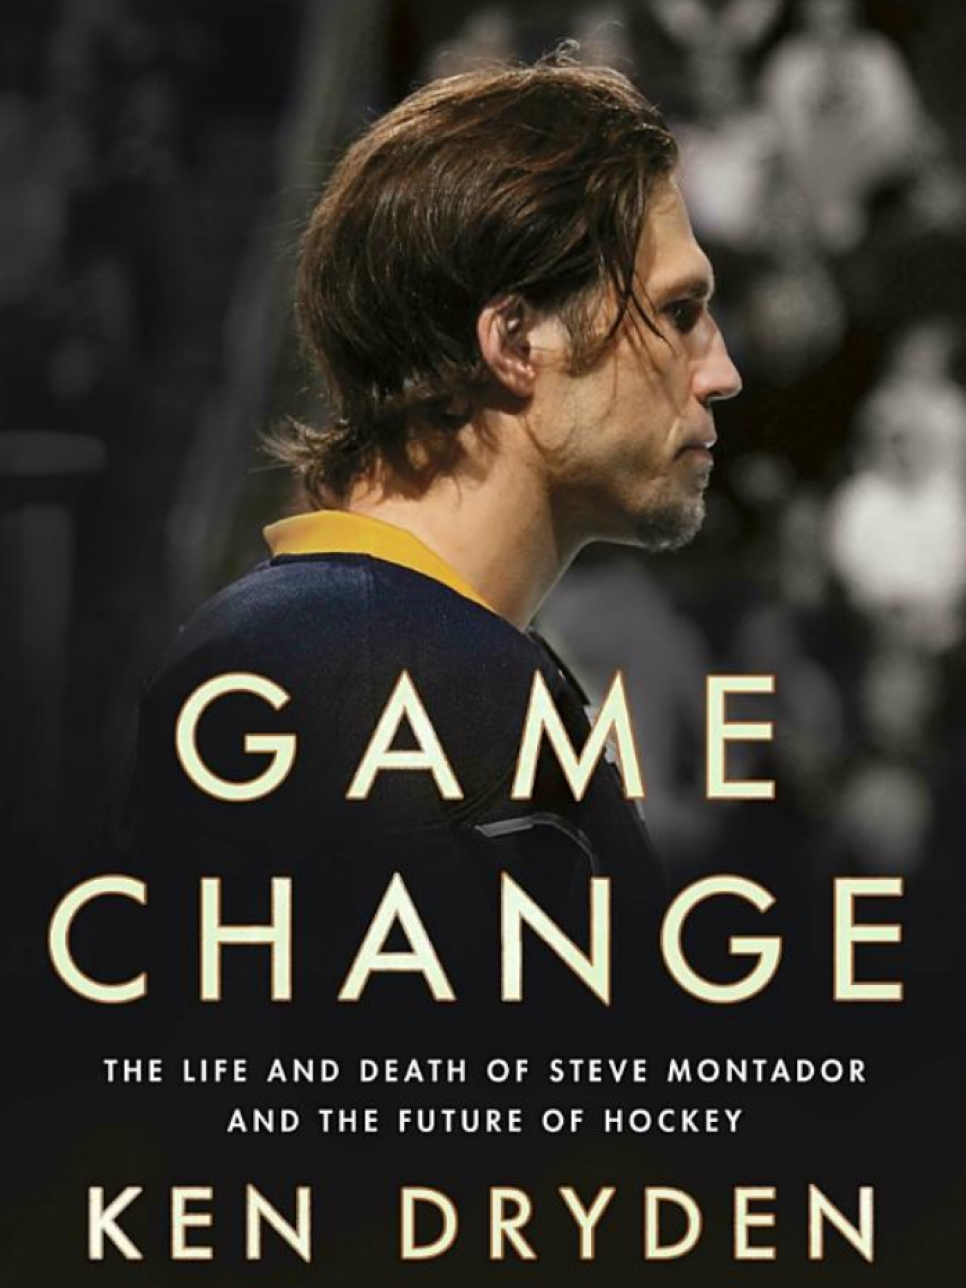 GAME
CHANGE
THE LIFE AND DEATH OF STEVE MONTADOR
AND THE FUTURE OF HOCKEY
KEN DRYDEN